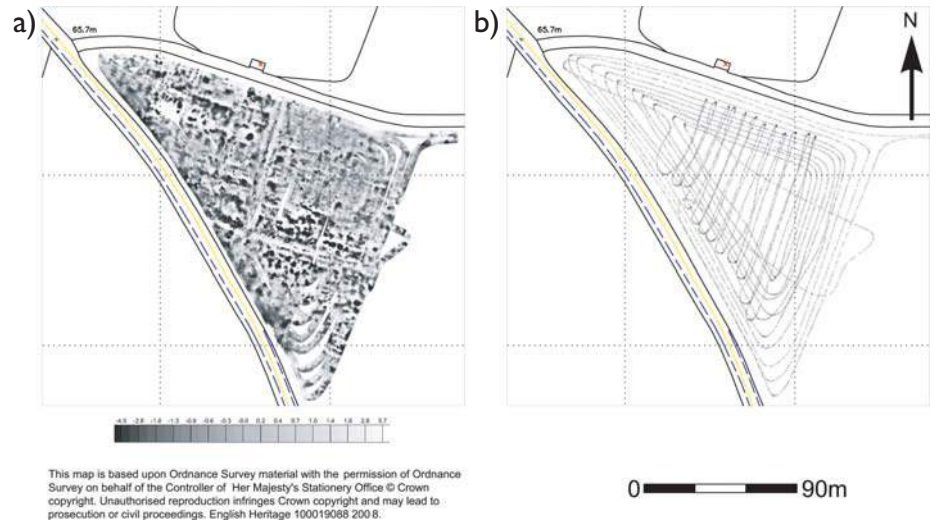 a)
65.7m
b)
65.7m
N
This map is based upon Ordnance Survey material with the permission of Ordnance
Survey on behalf of the Controller of Her Majesty's Stationery Office © Crown
copyright. Unauthorised reproduction infringes Crown copyright and may lead to
prosecution or civil proceedings. English Heritage 100019088 2008.
0 90m